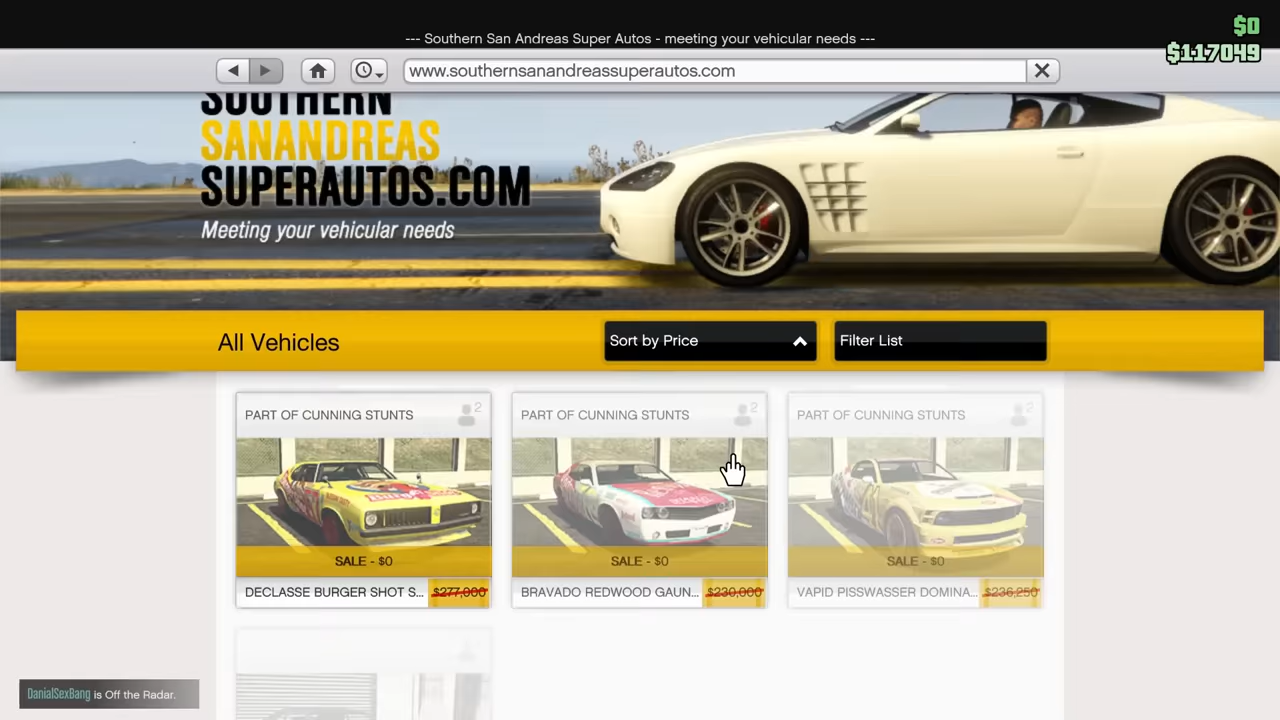 $0
--- Southern San Andreas Super Autos - meeting your vehicular needs ---
$117049
www.southernsanandreassuperautos.com
SOUTHERN
SANANDREAS
SUPERAUTOS.COM
Meeting your vehicular needs
All Vehicles
Sort by Price
Filter List
PART OF CUNNING STUNTS 2
PART OF CUNNING STUNTS 2
PART OF CUNNING STUNTS 2
SALE - $0
SALE - $0
SALE - $0
DECLASSE BURGER SHOT S... $277,000
BRAVADO REDWOOD GAUN... $230,000
VAPID PISSWASSER DOMINA... $236,250
DanialSexBang is Off the Radar.